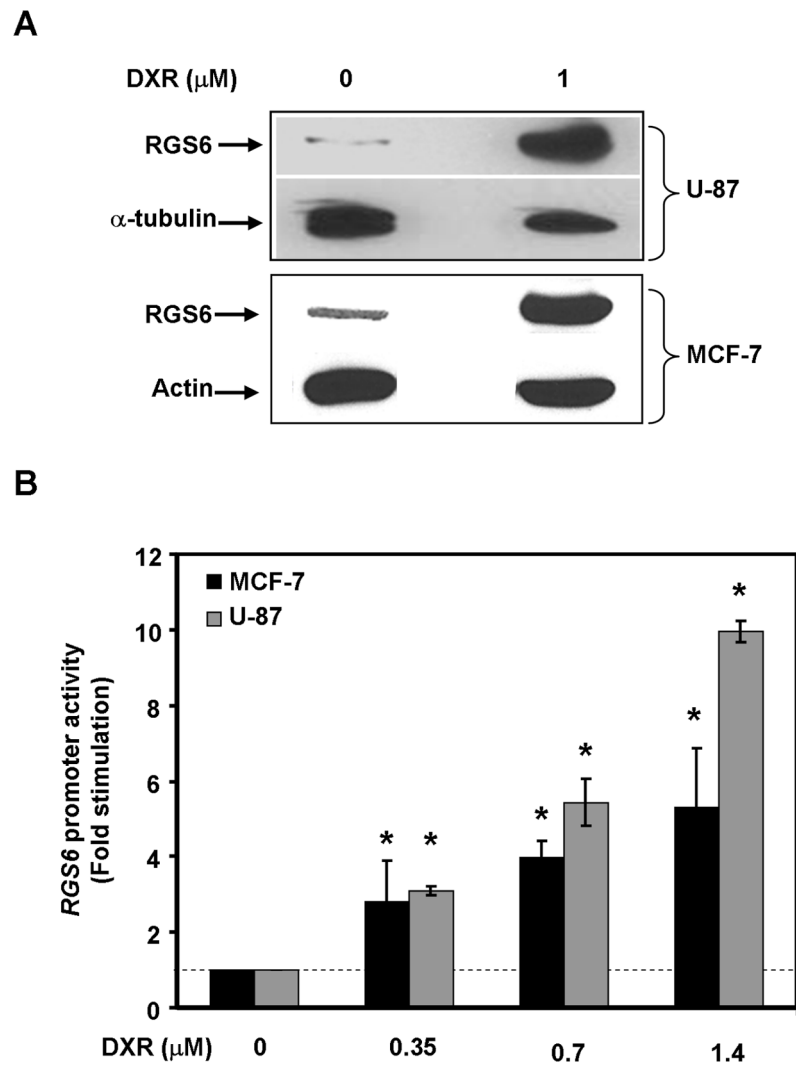 A
DXR (μM) 0 1
RGS6
α-tubulin
U-87
RGS6
Actin
MCF-7
B
RGS6 promoter activity
(Fold stimulation)
12
10
8
6
4
2
0
MCF-7
U-87
* * * * * *
DXR (μM) 0 0.35 0.7 1.4